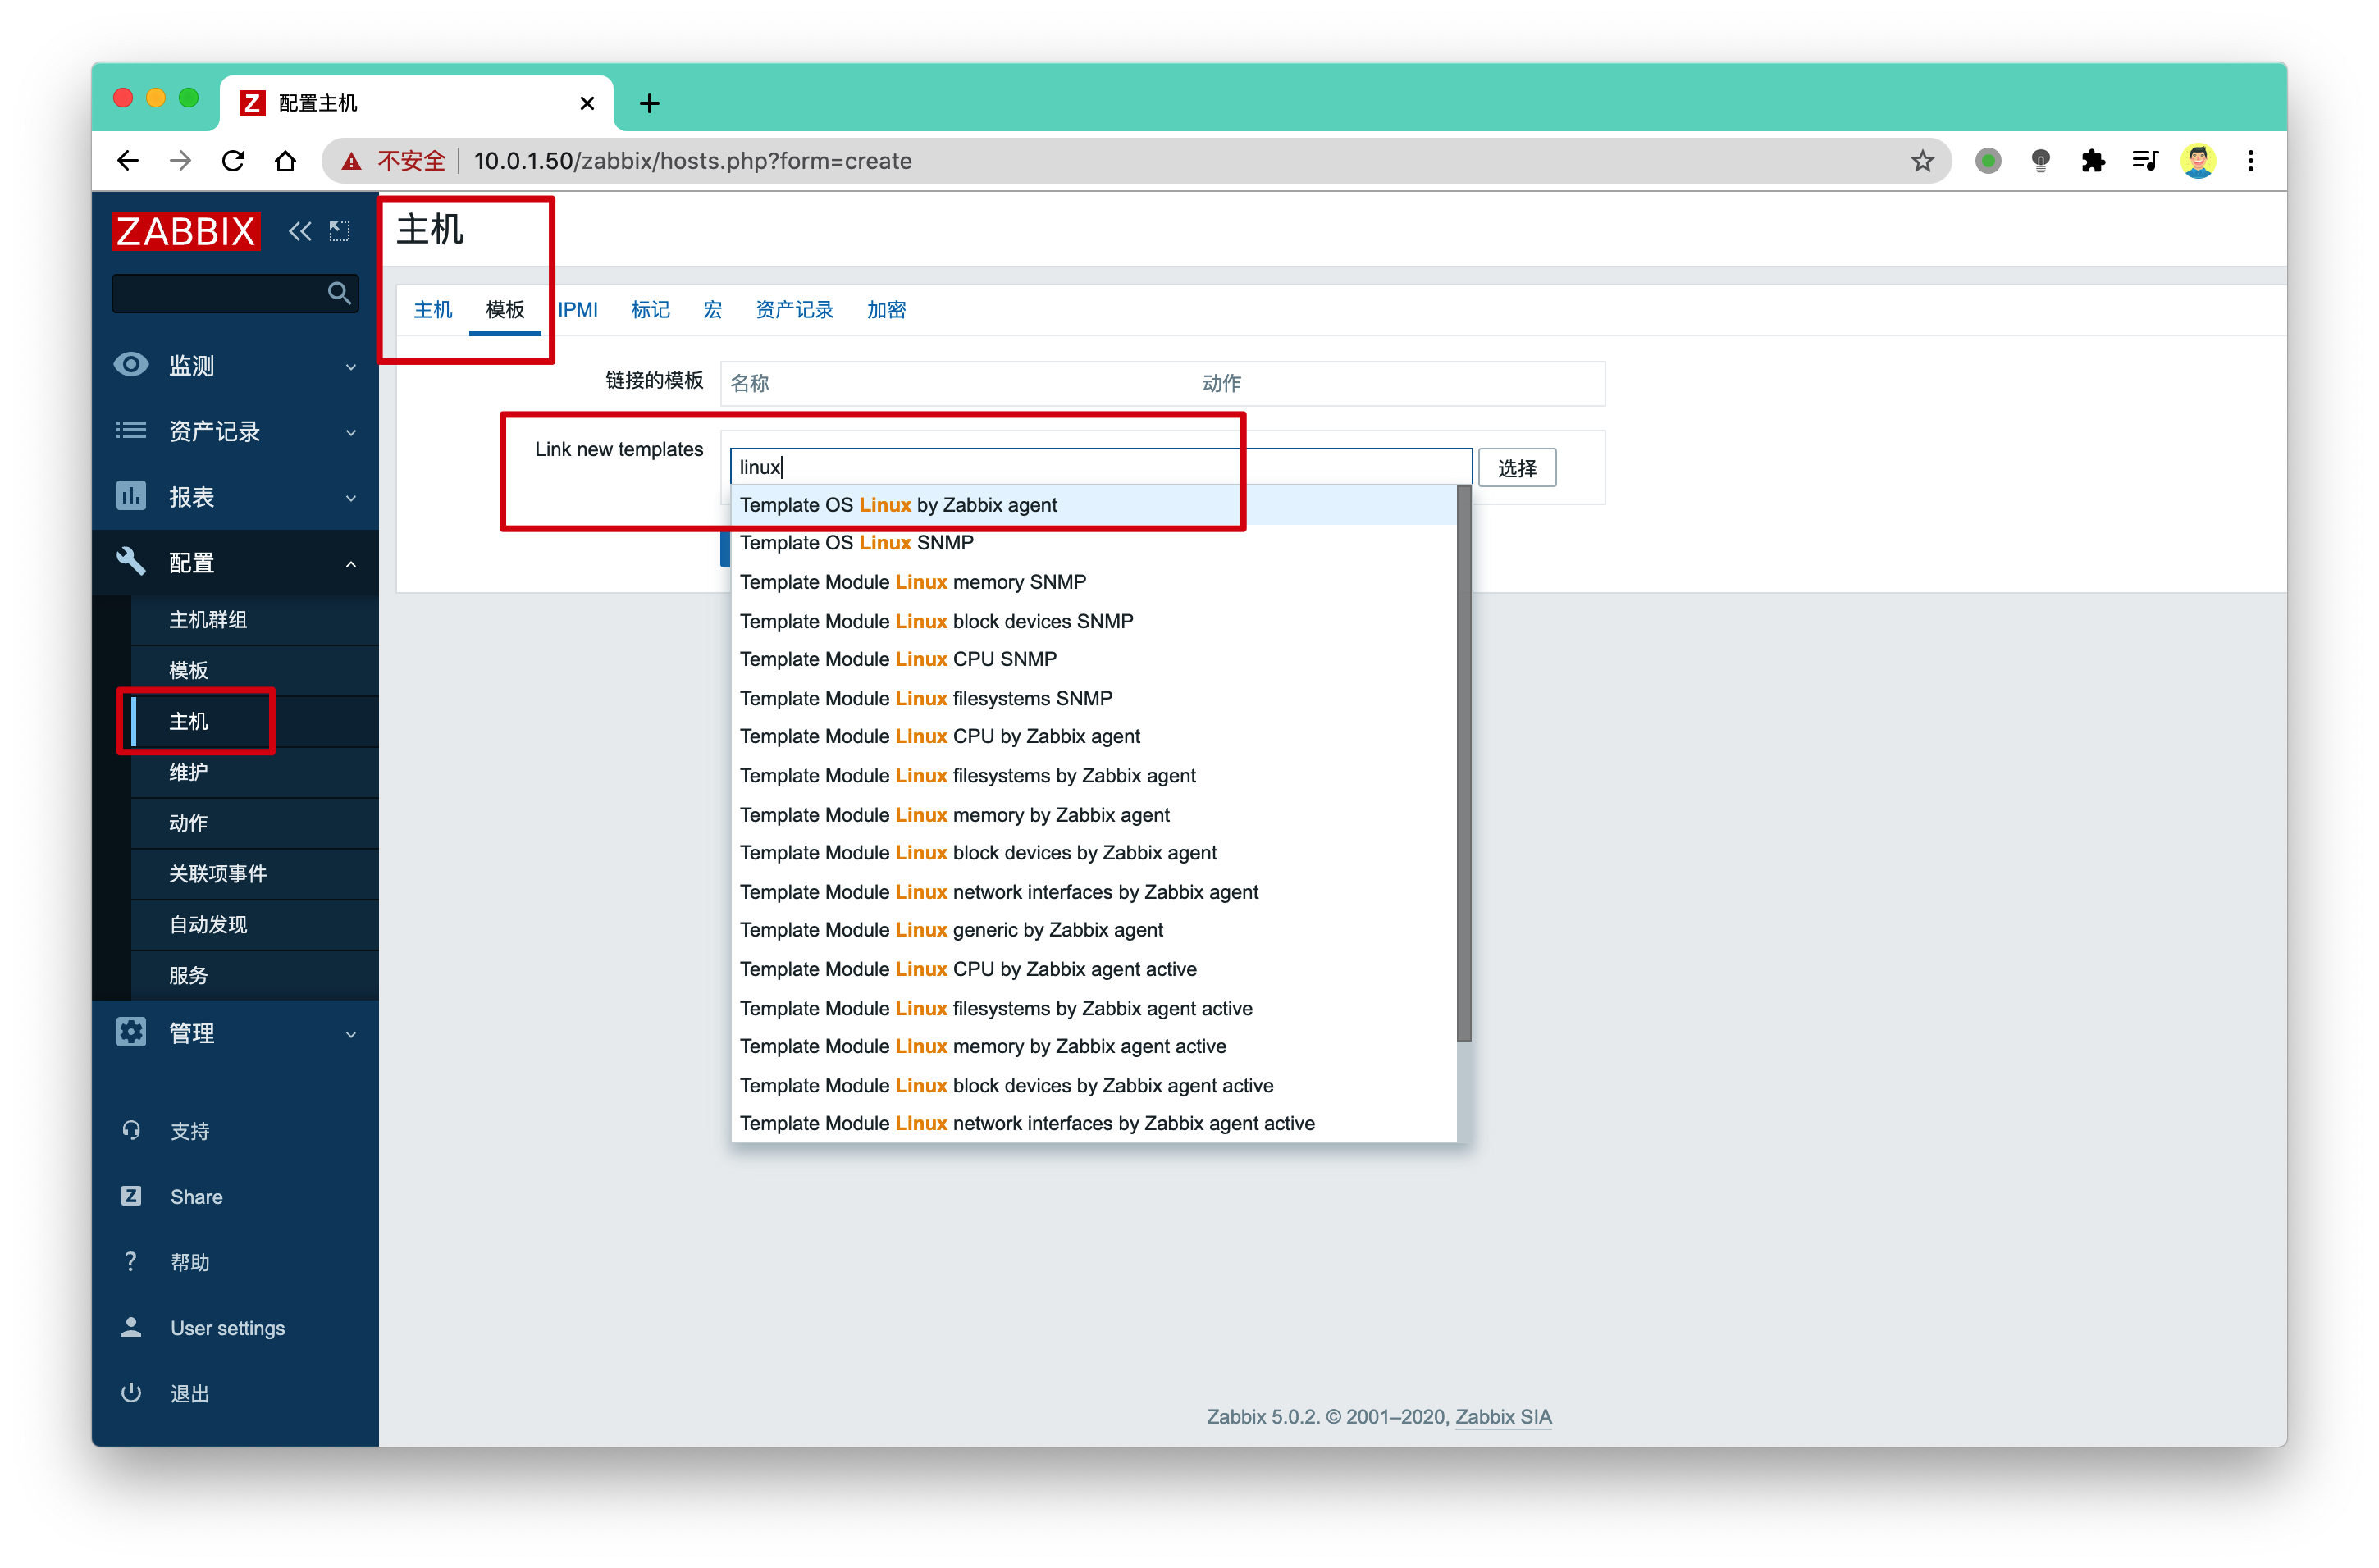 Z 配置主机
不安全 10.0.1.50/zabbix/hosts.php?form=create
ZABBIX
监测
资产记录
报表
配置
主机群组
模板
主机
维护
动作
关联项事件
自动发现
服务
管理
支持
Z Share
? 帮助
User settings
退出
主机
主机 模板 IPMI 标记 宏 资产记录 加密
链接的模板 名称 动作
Link new templates linux 选择
Template OS Linux by Zabbix agent
Template OS Linux SNMP
Template Module Linux memory SNMP
Template Module Linux block devices SNMP
Template Module Linux CPU SNMP
Template Module Linux filesystems SNMP
Template Module Linux CPU by Zabbix agent
Template Module Linux filesystems by Zabbix agent
Template Module Linux memory by Zabbix agent
Template Module Linux block devices by Zabbix agent
Template Module Linux network interfaces by Zabbix agent
Template Module Linux generic by Zabbix agent
Template Module Linux CPU by Zabbix agent active
Template Module Linux filesystems by Zabbix agent active
Template Module Linux memory by Zabbix agent active
Template Module Linux block devices by Zabbix agent active
Template Module Linux network interfaces by Zabbix agent active
Zabbix 5.0.2. © 2001–2020, Zabbix SIA